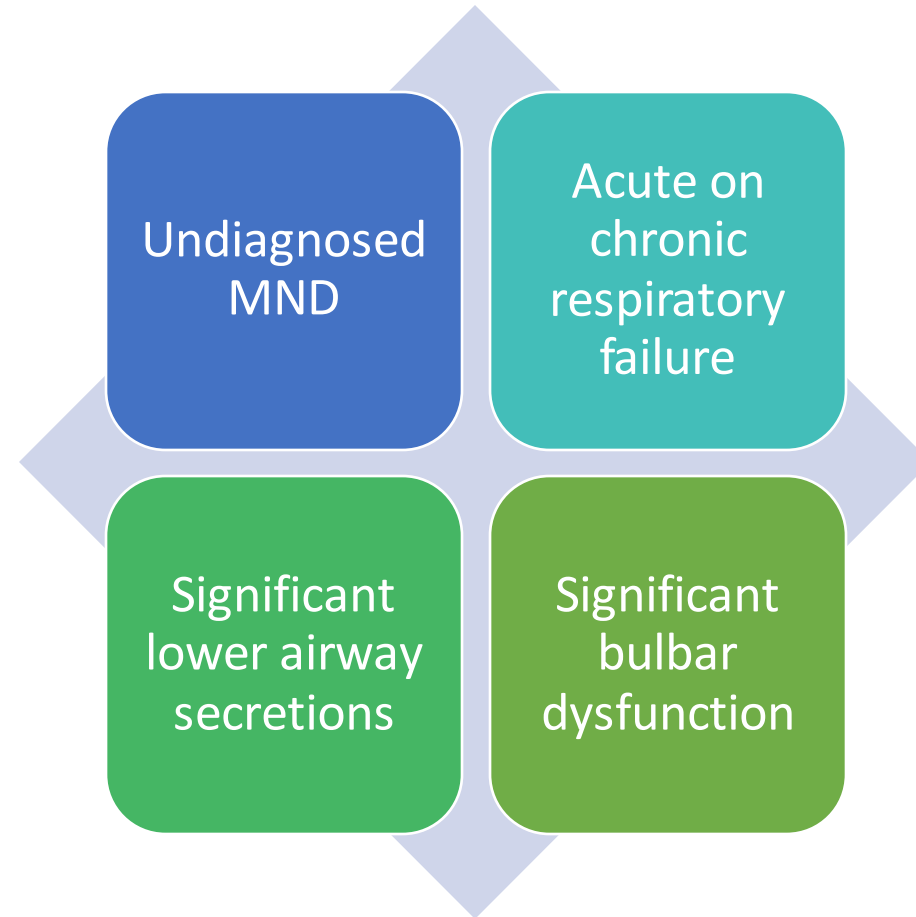 Undiagnosed
MND
Acute on
chronic
respiratory
failure
Significant
lower airway
secretions
Significant
bulbar
dysfunction